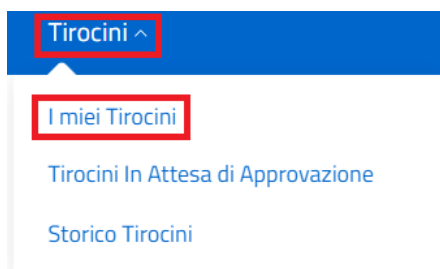 Tirocini
I miei Tirocini
Tirocini In Attesa di Approvazione
Storico Tirocini